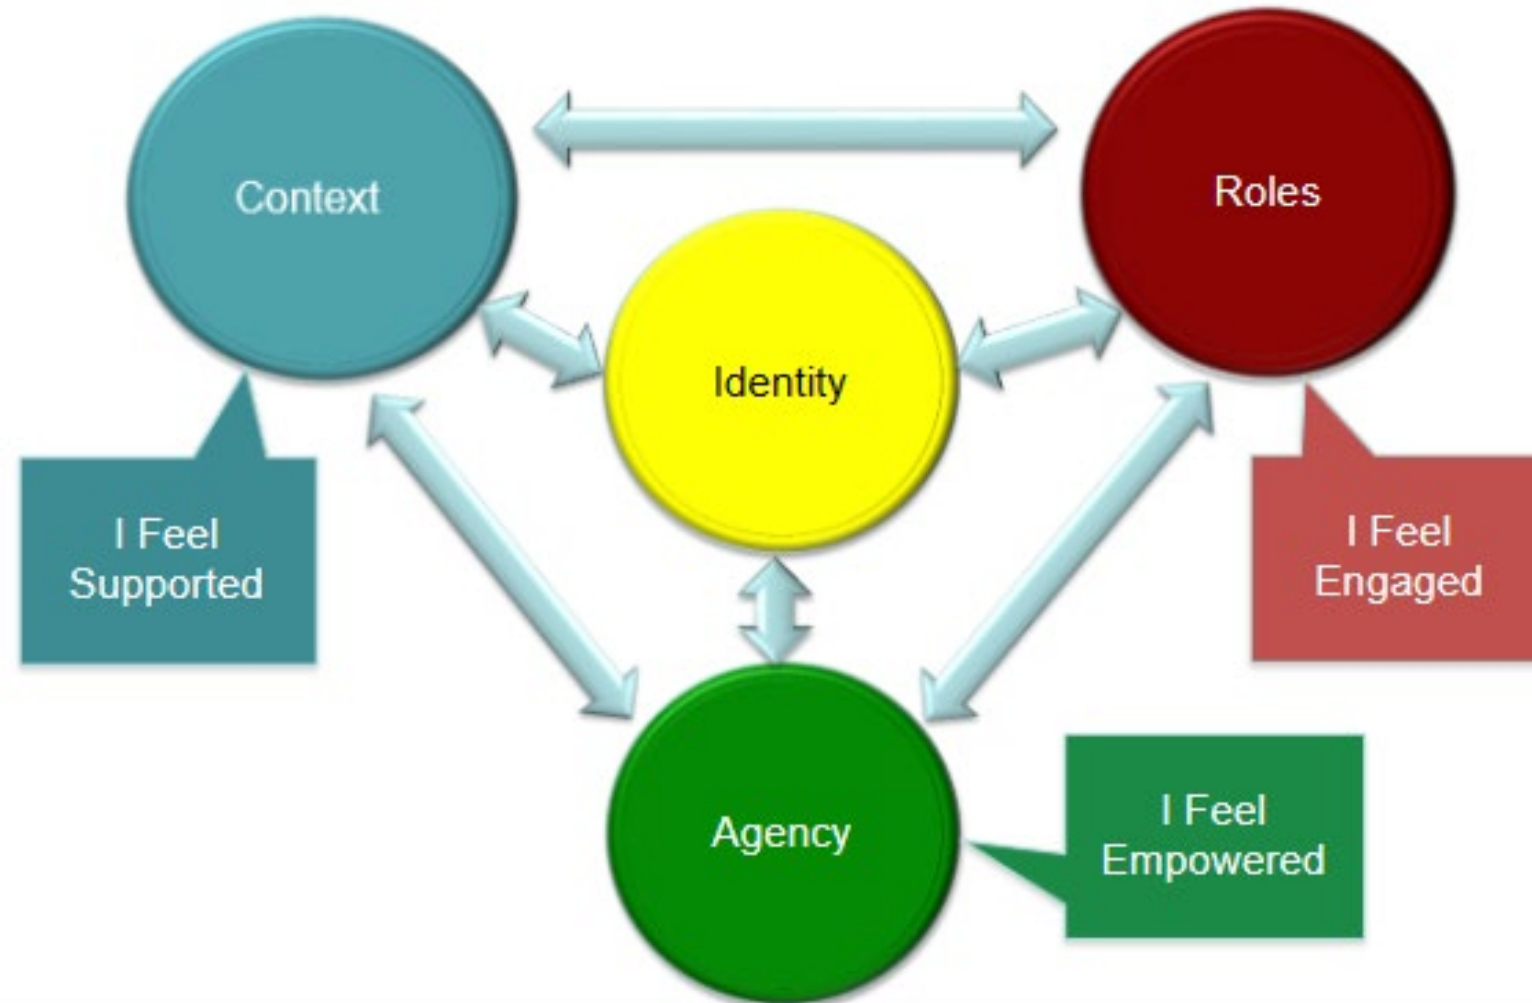 Context
Roles
Identity
I Feel
Supported
I Feel
Engaged
Agency
I Feel
Empowered